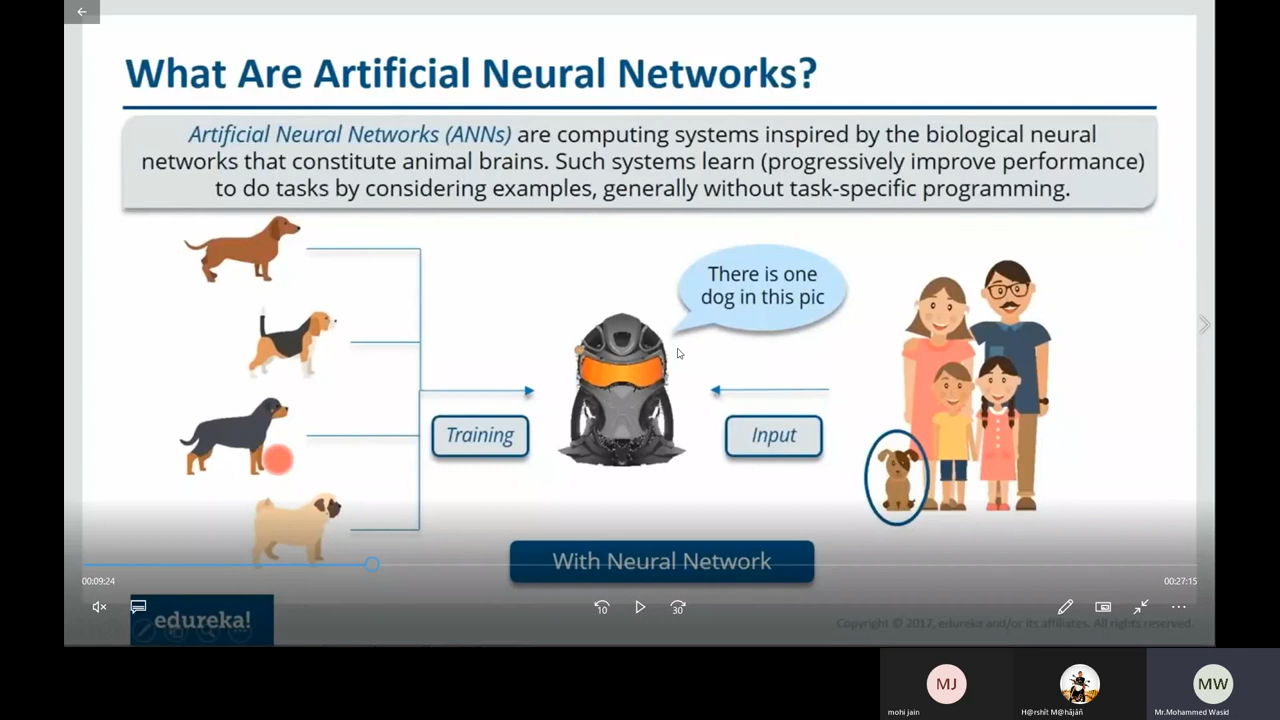 What Are Artificial Neural Networks?
Artificial Neural Networks (ANNs) are computing systems inspired by the biological neural
networks that constitute animal brains. Such systems learn (progressively improve performance)
to do tasks by considering examples, generally without task-specific programming.
There is one
dog in this pic
Training
Input
With Neural Network
00:09:24
00:27:15
10
30
edureka!
Copyright © 2017, edureka and/or its affiliates. All rights reserved.
MJ
MW
mohi jain
H@rshît M@hãjáñ
Mr.Mohammed Wasid